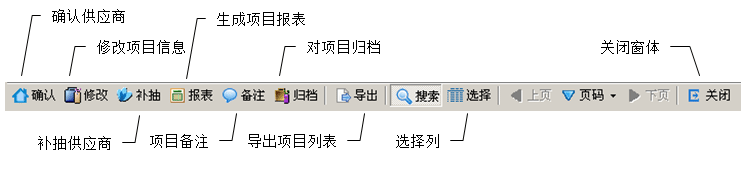 确认供应商
生成项目报表
修改项目信息
对项目归档
关闭窗体
确认 修改 补抽 报表 备注 归档 导出 搜索 选择 上页 页码 下页 关闭
补抽供应商
项目备注
导出项目列表
选择列